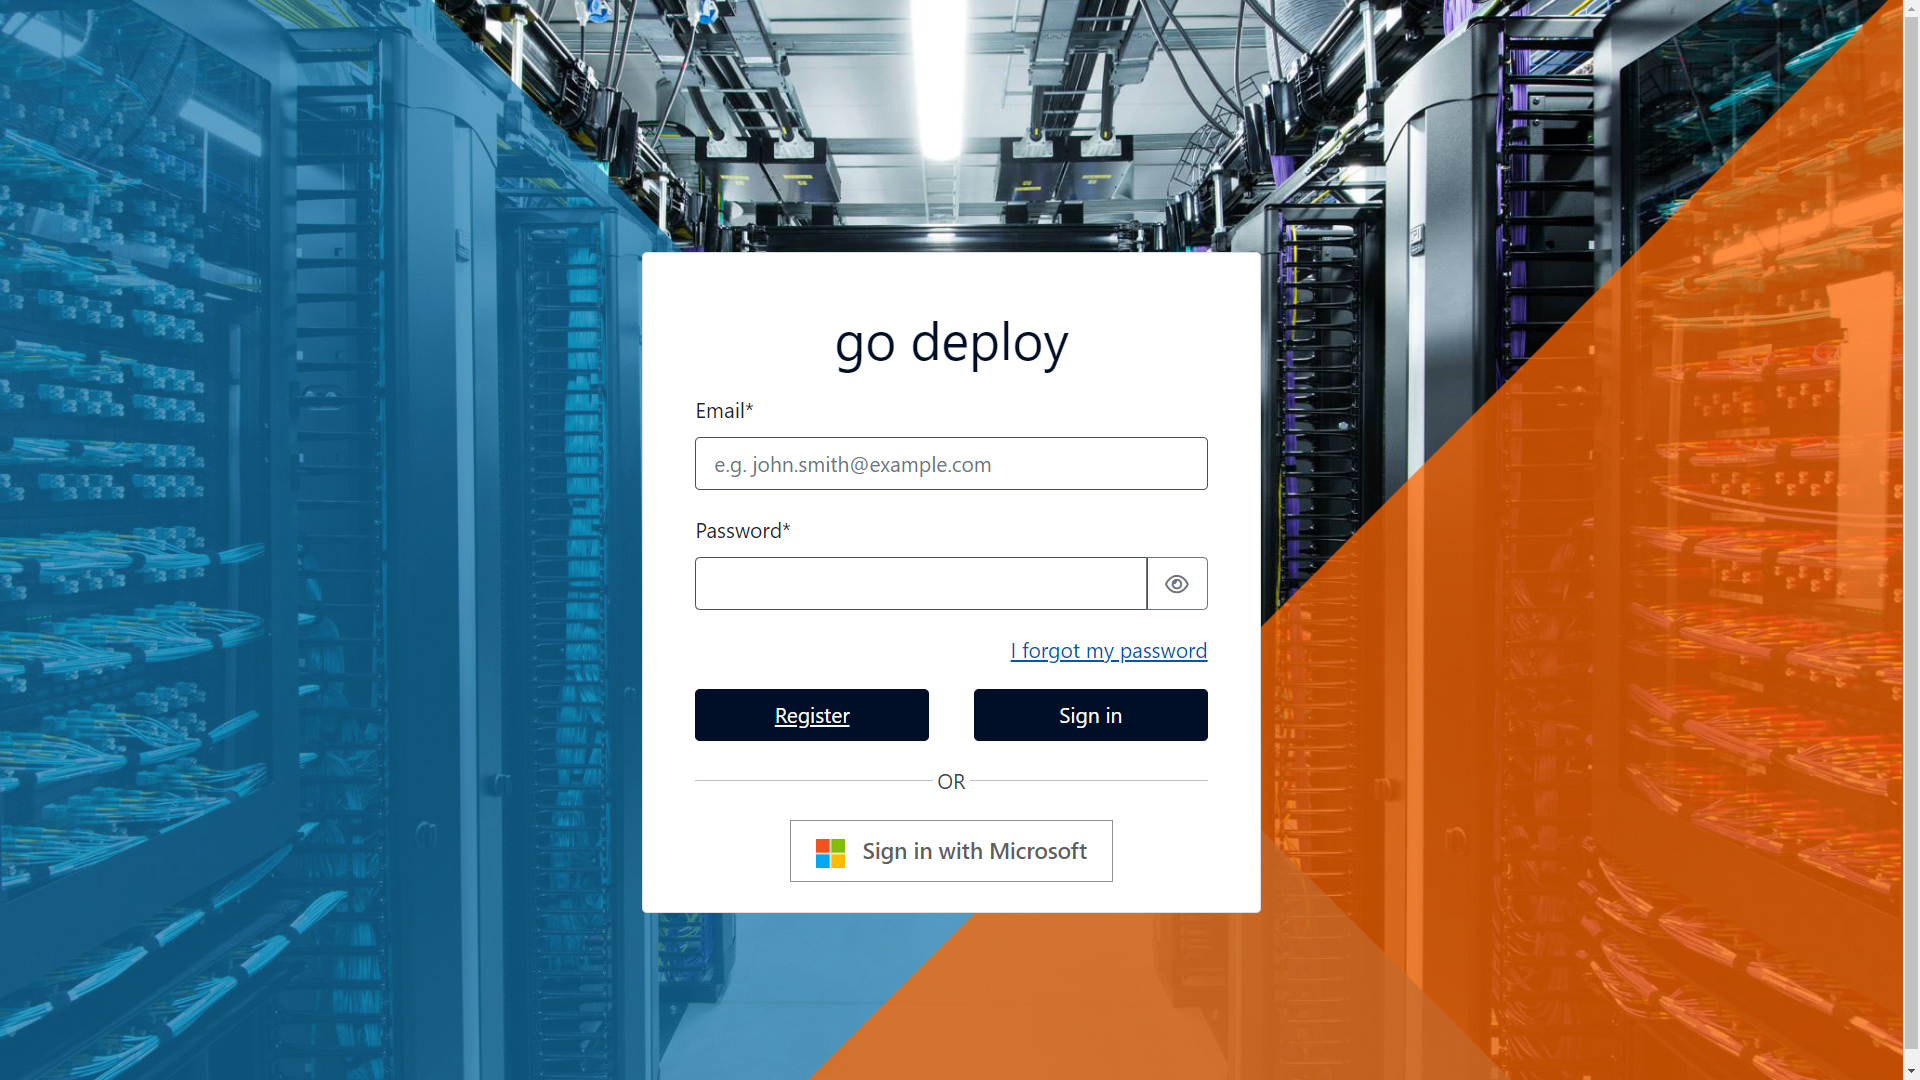 go deploy
Email*
e.g. john.smith@example.com
Password*
I forgot my password
Register
Sign in
OR
Sign in with Microsoft